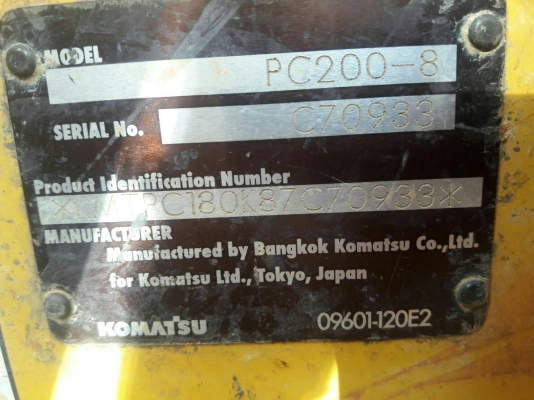 MODEL PC200-8
SERIAL No. C70933
Product Identification Number
MANUFACTURER
Manufactured by Bangkok Komatsu Co.,Ltd.
for Komatsu Ltd., Tokyo, Japan
KOMATSU 09601-120E2